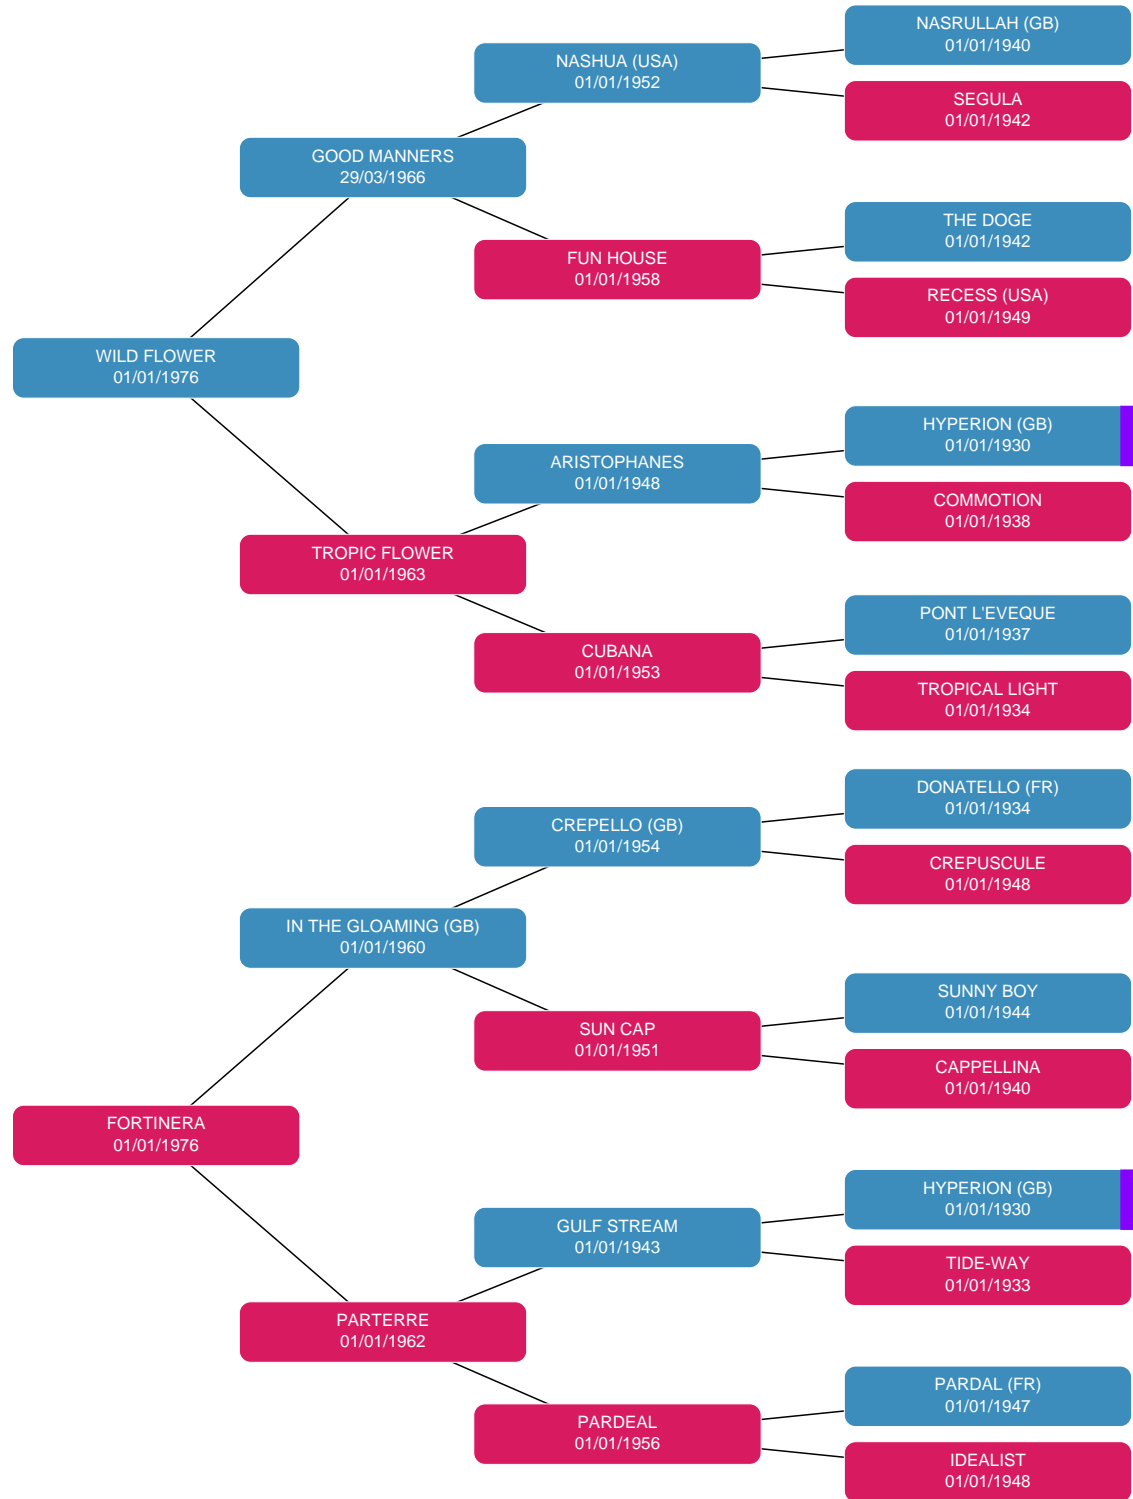 NASRULLAH (GB)
01/01/1940
NASHUA (USA)
01/01/1952
SEGULA
01/01/1942
GOOD MANNERS
29/03/1966
THE DOGE
01/01/1942
FUN HOUSE
01/01/1958
RECESS (USA)
01/01/1949
WILD FLOWER
01/01/1976
HYPERION (GB)
01/01/1930
ARISTOPHANES
01/01/1948
COMMOTION
01/01/1938
TROPIC FLOWER
01/01/1963
PONT L'EVEQUE
01/01/1937
CUBANA
01/01/1953
TROPICAL LIGHT
01/01/1934
DONATELLO (FR)
01/01/1934
CREPELLO (GB)
01/01/1954
CREPUSCULE
01/01/1948
IN THE GLOAMING (GB)
01/01/1960
SUNNY BOY
01/01/1944
SUN CAP
01/01/1951
CAPPELLINA
01/01/1940
FORTINERA
01/01/1976
HYPERION (GB)
01/01/1930
GULF STREAM
01/01/1943
TIDE-WAY
01/01/1933
PARTERRE
01/01/1962
PARDAL (FR)
01/01/1947
PARDEAL
01/01/1956
IDEALIST
01/01/1948